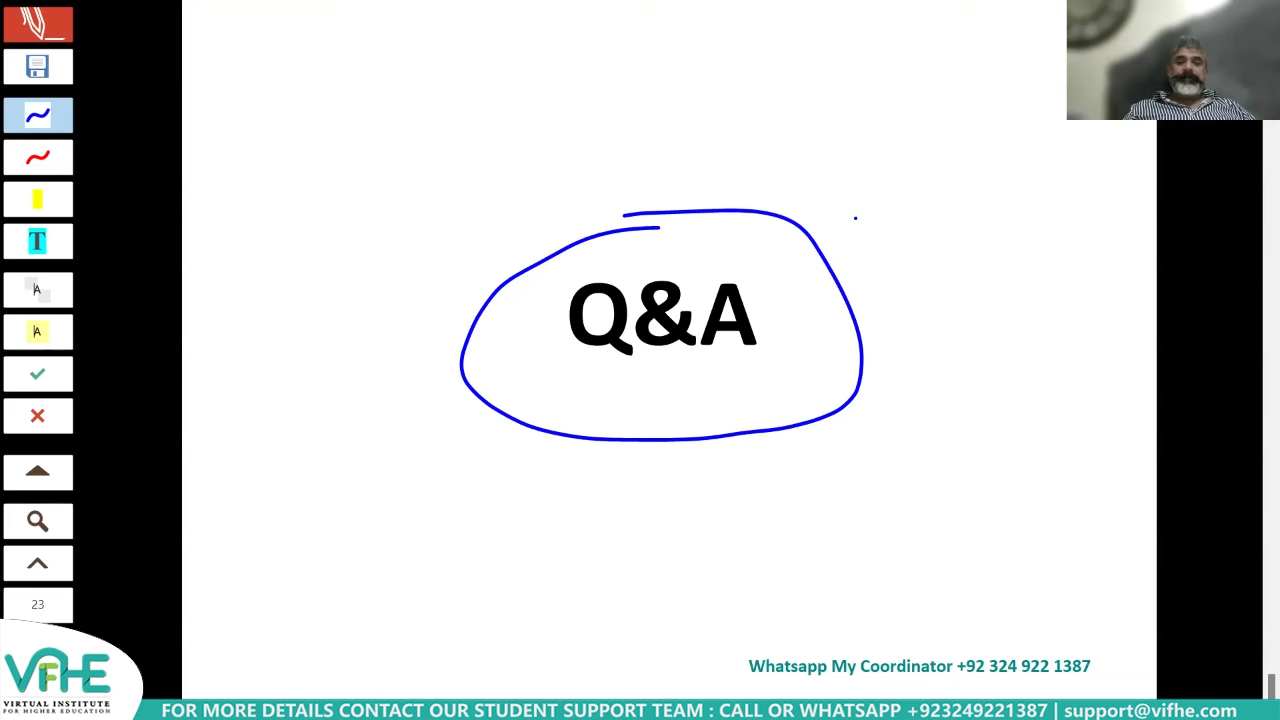 T
A
A
Q&A
23
Whatsapp My Coordinator +92 324 922 1387
VFHE
VIRTUAL INSTITUTE
FOR HIGHER EDUCATION
FOR MORE DETAILS CONTACT OUR STUDENT SUPPORT TEAM : CALL OR WHATSAPP +923249221387 | support@vifhe.com